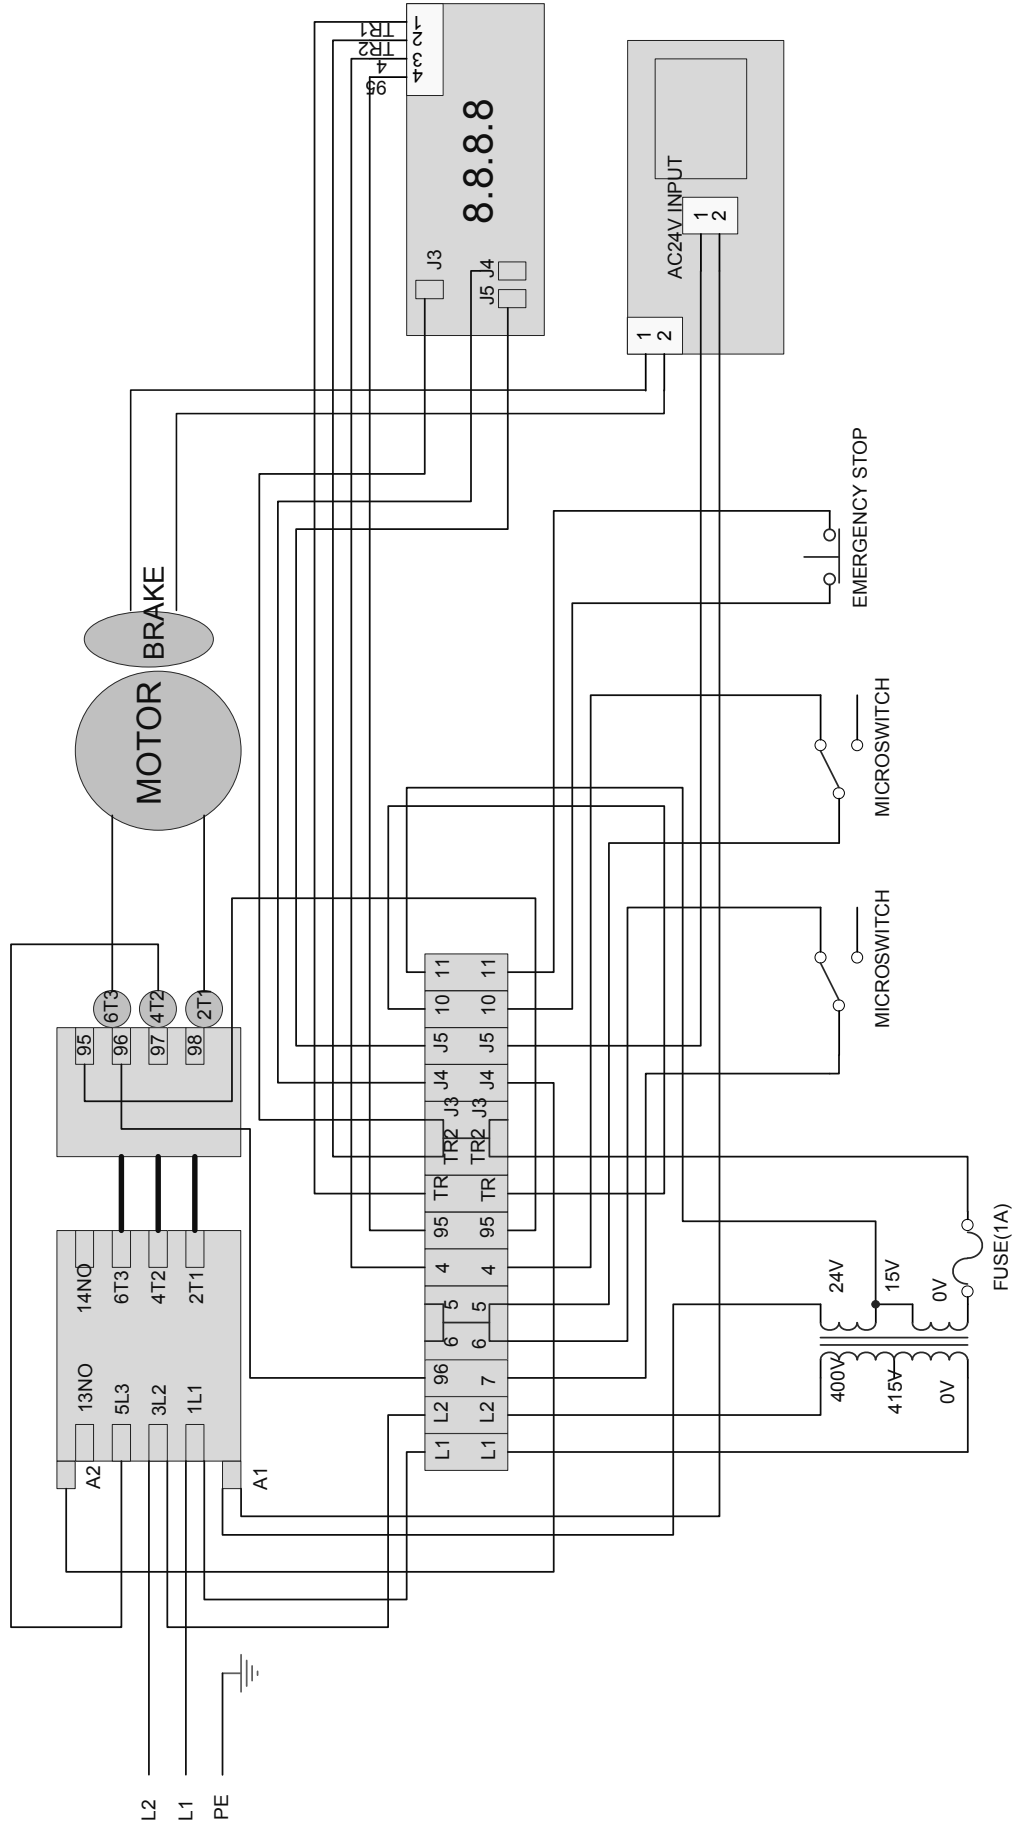 1
2
3
4
TR1
TR2
4
95
8.8.8.8
J3
J4
J5
AC24V INPUT
1
2
1
2
BRAKE
MOTOR
EMERGENCY STOP
MICROSWITCH
MICROSWITCH
6T3
4T2
2T1
95
96
97
98
14NO
6T3
4T2
2T1
13NO
5L3
3L2
1L1
A2
A1
11
10
J5
J4
J3
TR2
TR
95
4
5
6
96
L2
L1
11
10
J5
J4
J3
TR2
TR
95
4
5
6
7
L2
L1
24V
15V
0V
FUSE(1A)
400V
415V
0V
L2
L1
PE